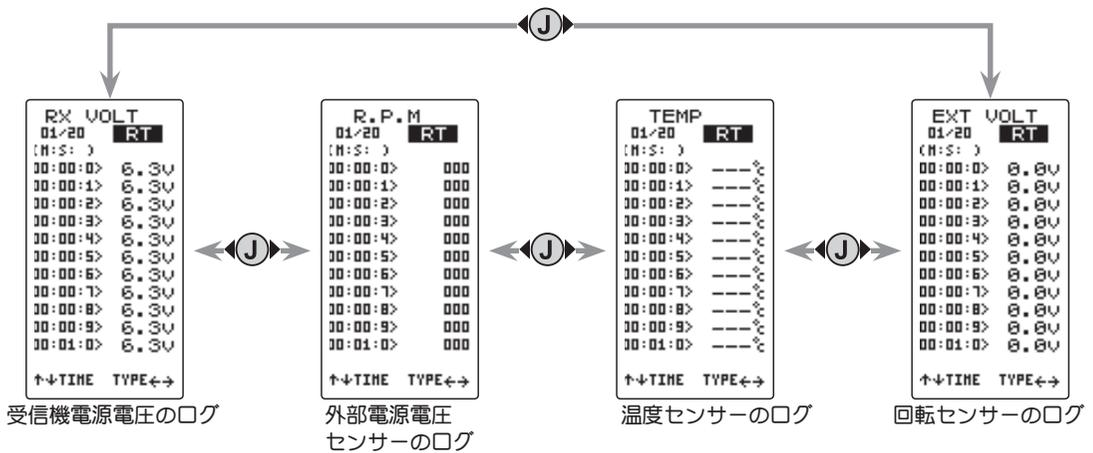 J
RX VOLT
01/20 RT
(M:S: )
00:00:0> 6.3V
00:00:1> 6.3V
00:00:2> 6.3V
00:00:3> 6.3V
00:00:4> 6.3V
00:00:5> 6.3V
00:00:6> 6.3V
00:00:7> 6.3V
00:00:8> 6.3V
00:00:9> 6.3V
00:01:0> 6.3V
↑↓TIME TYPE←→
受信機電源電圧のログ
J
R.P.M
01/20 RT
(M:S: )
00:00:0> 000
00:00:1> 000
00:00:2> 000
00:00:3> 000
00:00:4> 000
00:00:5> 000
00:00:6> 000
00:00:7> 000
00:00:8> 000
00:00:9> 000
00:01:0> 000
↑↓TIME TYPE←→
外部電源電圧
センサーのログ
J
TEMP
01/20 RT
(M:S: )
00:00:0> ---℃
00:00:1> ---℃
00:00:2> ---℃
00:00:3> ---℃
00:00:4> ---℃
00:00:5> ---℃
00:00:6> ---℃
00:00:7> ---℃
00:00:8> ---℃
00:00:9> ---℃
00:01:0> ---℃
↑↓TIME TYPE←→
温度センサーのログ
J
EXT VOLT
01/20 RT
(M:S: )
00:00:0> 0.0V
00:00:1> 0.0V
00:00:2> 0.0V
00:00:3> 0.0V
00:00:4> 0.0V
00:00:5> 0.0V
00:00:6> 0.0V
00:00:7> 0.0V
00:00:8> 0.0V
00:00:9> 0.0V
00:01:0> 0.0V
↑↓TIME TYPE←→
回転センサーのログ